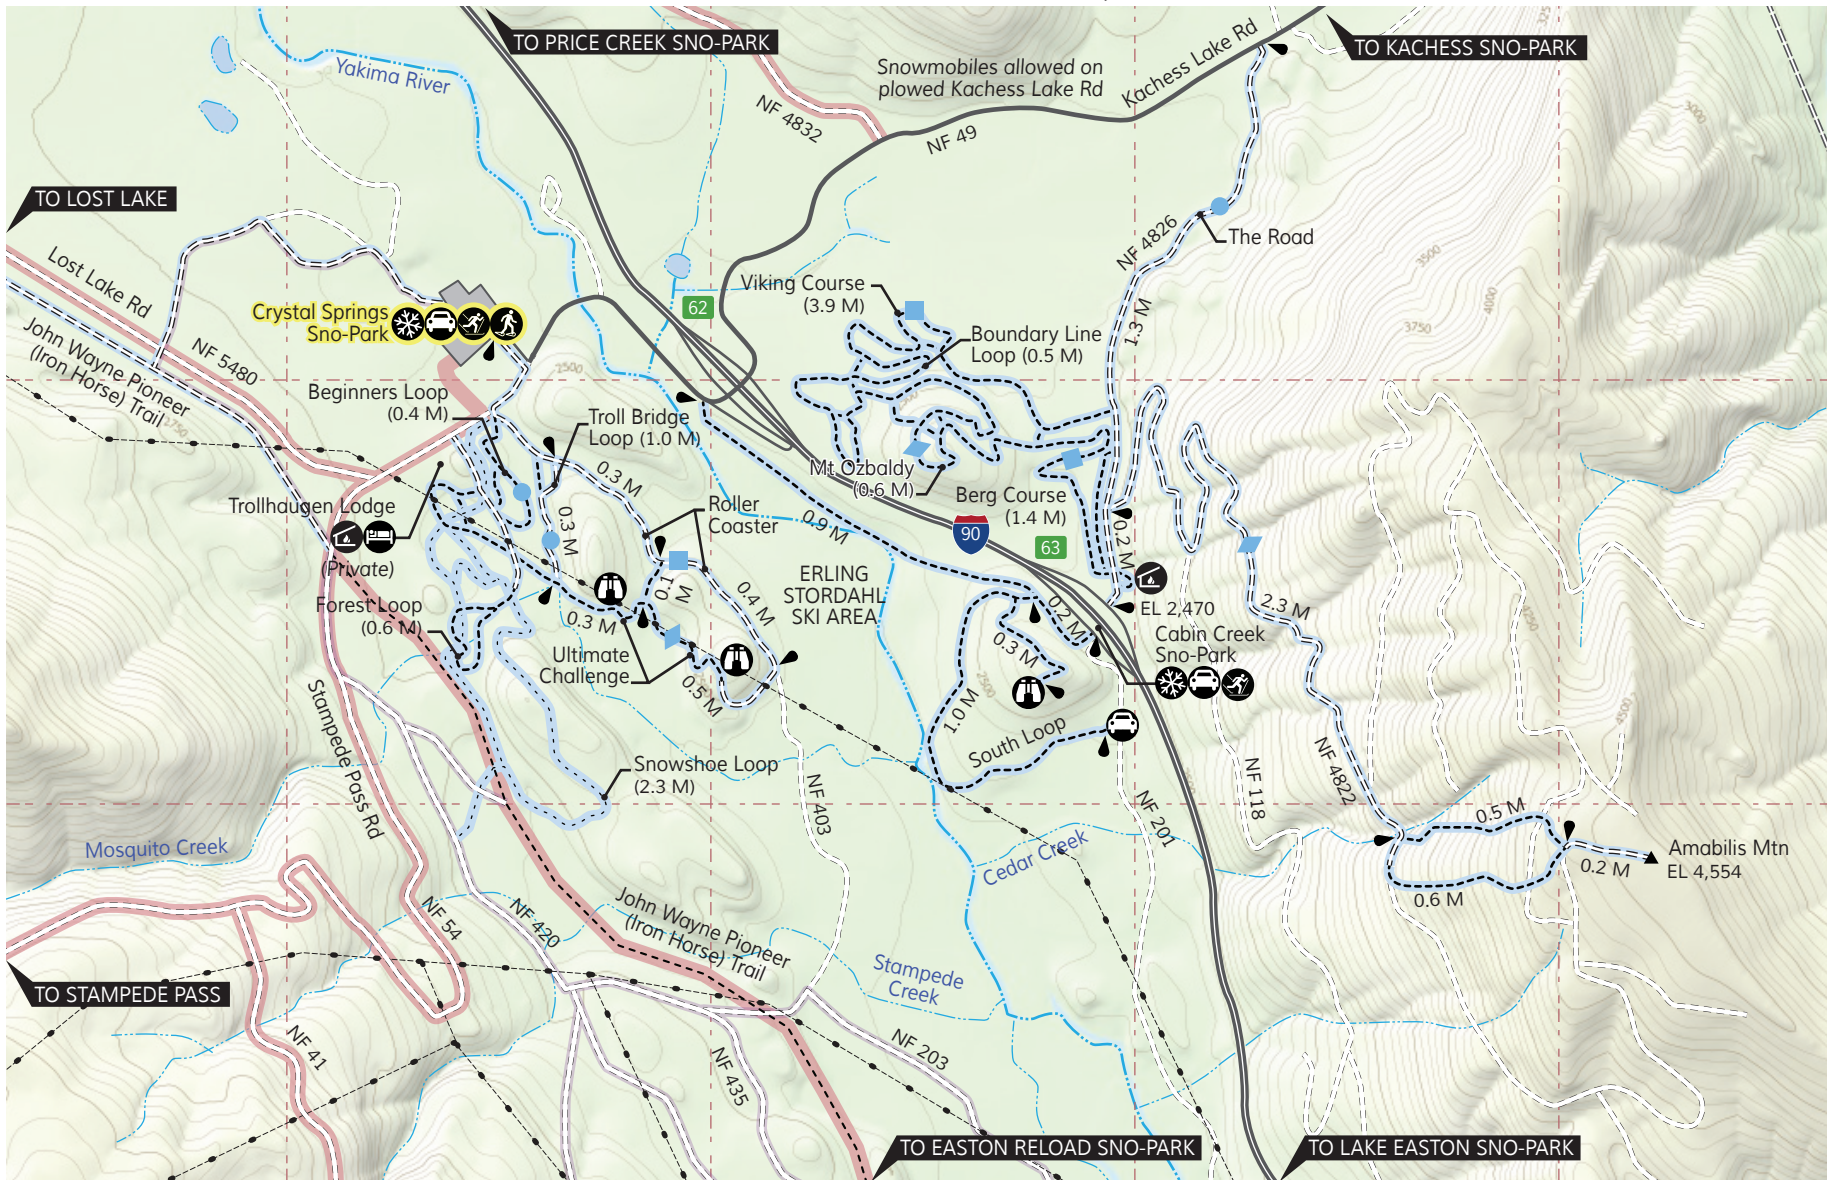 TO PRICE CREEK SNO-PARK
TO KACHESS SNO-PARK
Kachess Lake Rd
Snowmobiles allowed on
plowed Kachess Lake Rd
Yakima River
NF 4832
NF 49
TO LOST LAKE
NF 4826
The Road
Lost Lake Rd
3000
3500
4000
3750
Viking Course
(3.9 M)
62
Crystal Springs
Sno-Park
1.3 M
Boundary Line
Loop (0.5 M)
John Wayne Pioneer
(Iron Horse) Trail
NF 5480
2500
2750
Beginners Loop
(0.4 M)
Troll Bridge
Loop (1.0 M)
0.3 M
Mt Ozbaldy
(0.6 M)
Berg Course
(1.4 M)
Trollhaugen Lodge
(Private)
Roller
Coaster
0.3 M
0.9 M
90
63
0.2 M
0.1
M
0.4 M
ERLING
STORDAHL
SKI AREA
EL 2,470
2.3 M
4250
Forest Loop
(0.6 M)
0.3 M
0.2 M
Cabin Creek
Sno-Park
0.3 M
Ultimate
Challenge
0.5 M
2500
1.0 M
South Loop
4500
Stampede Pass Rd
Snowshoe Loop
(2.3 M)
NF 403
NF 201
NF 118
NF 4822
0.5 M
Mosquito Creek
Cedar Creek
Amabilis Mtn
EL 4,554
0.2 M
0.6 M
NF 54
NF 420
John Wayne Pioneer
(Iron Horse) Trail
Stampede
Creek
TO STAMPEDE PASS
NF 41
NF 435
NF 203
TO EASTON RELOAD SNO-PARK
TO LAKE EASTON SNO-PARK